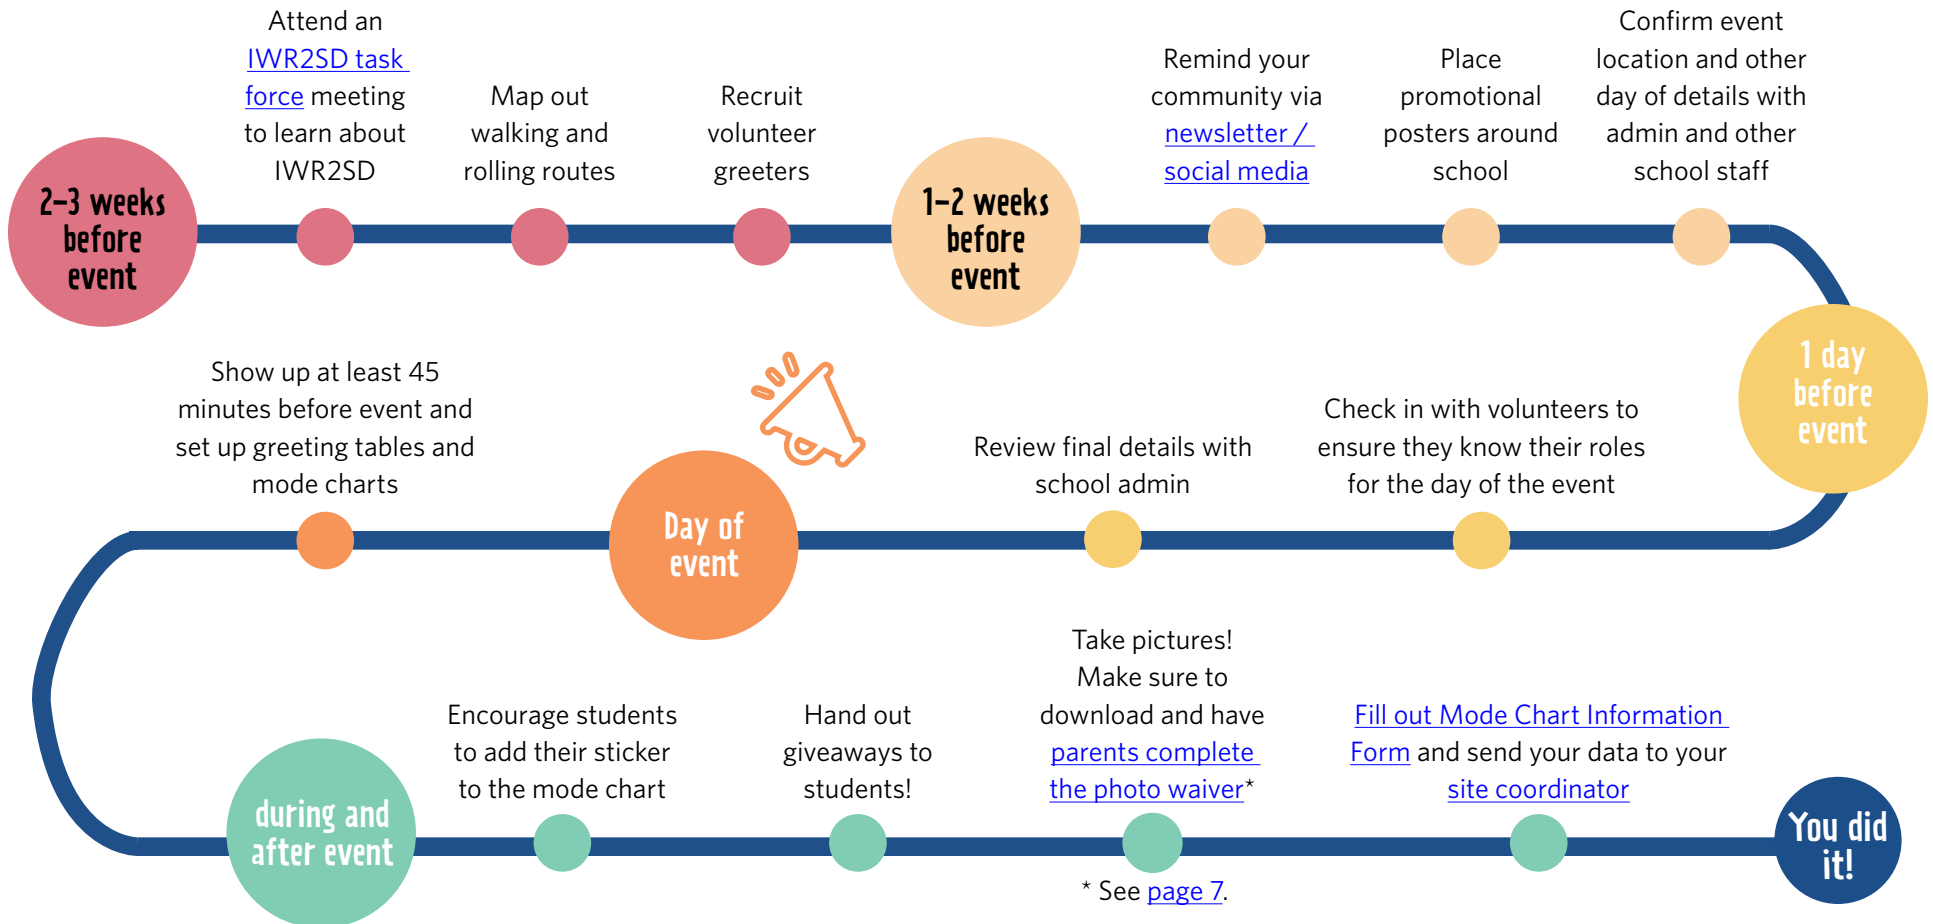 2-3 weeks
before
event
Attend an
IWR2SD task
force meeting
to learn about
IWR2SD
Map out
walking and
rolling routes
Recruit
volunteer
greeters
1-2 weeks
before
event
Remind your
community via
newsletter /
social media
Place
promotional
posters around
school
Confirm event
location and other
day of details with
admin and other
school staff
1 day
before
event
Check in with volunteers to
ensure they know their roles
for the day of the event
Review final details with
school admin
Day of
event
Show up at least 45
minutes before event and
set up greeting tables and
mode charts
during and
after event
Encourage students
to add their sticker
to the mode chart
Hand out
giveaways to
students!
Take pictures!
Make sure to
download and have
parents complete
the photo waiver*
* See page 7.
Fill out Mode Chart Information
Form and send your data to your
site coordinator
You did
it!